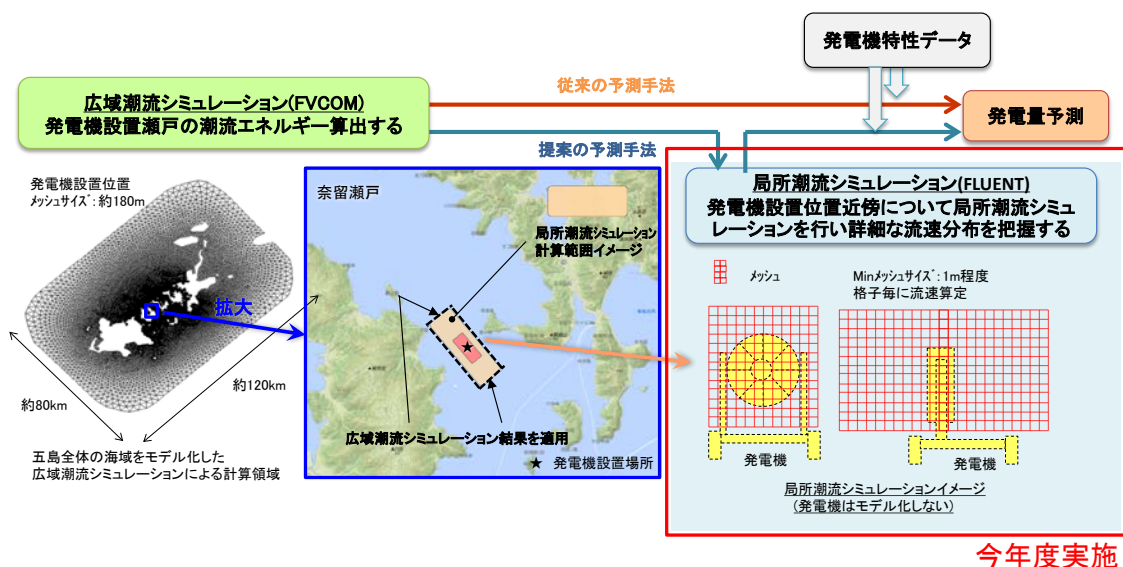 発電機特性データ
従来の予測手法
広域潮流シミュレーション(FVCOM)
発電機設置瀬戸の潮流エネルギー算出する
発電量予測
提案の予測手法
発電機設置位置
メッシュサイズ：約180m
奈留瀬戸
局所潮流シミュレーション
計算範囲イメージ
局所潮流シミュレーション(FLUENT)
発電機設置位置近傍について局所潮流シミュ
レーションを行い詳細な流速分布を把握する
メッシュ
Minメッシュサイズ：1m程度
格子毎に流速算定
拡大
約120km
約80km
広域潮流シミュレーション結果を適用
★ 発電機設置場所
五島全体の海域をモデル化した
広域潮流シミュレーションによる計算領域
発電機
発電機
局所潮流シミュレーションイメージ
(発電機はモデル化しない)
今年度実施